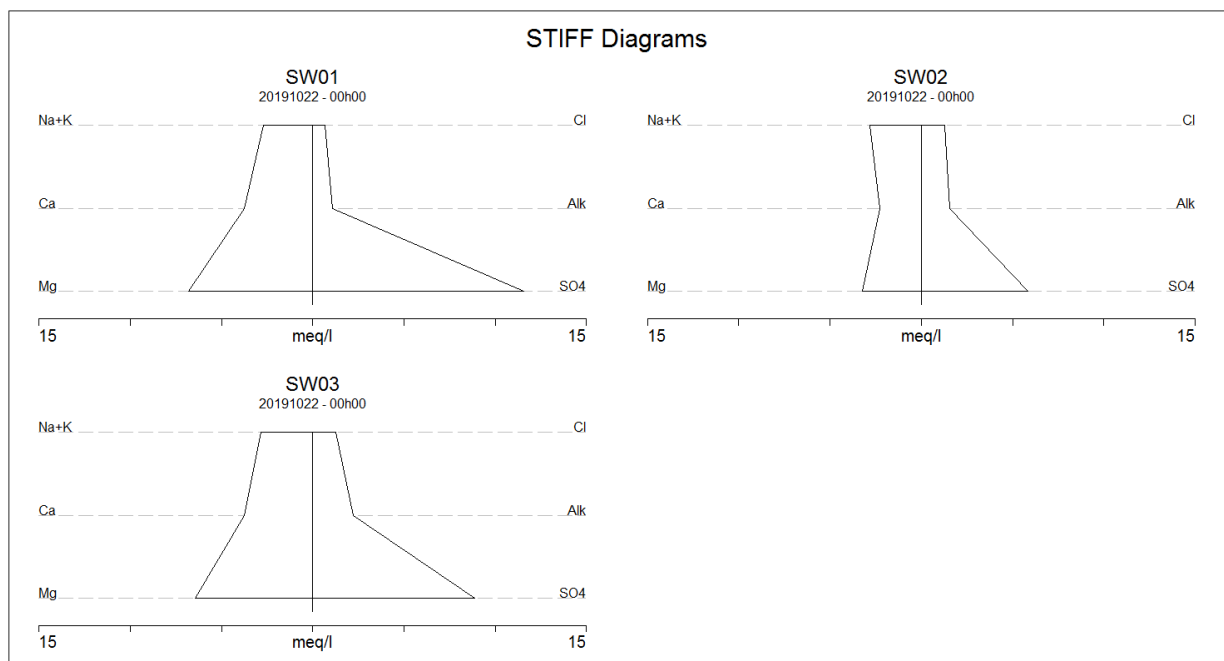 STIFF Diagrams
SW01
20191022 - 00h00
Na+K Cl
Ca Alk
Mg SO4
15 meq/l 15
SW02
20191022 - 00h00
Na+K Cl
Ca Alk
Mg SO4
15 meq/l 15
SW03
20191022 - 00h00
Na+K Cl
Ca Alk
Mg SO4
15 meq/l 15